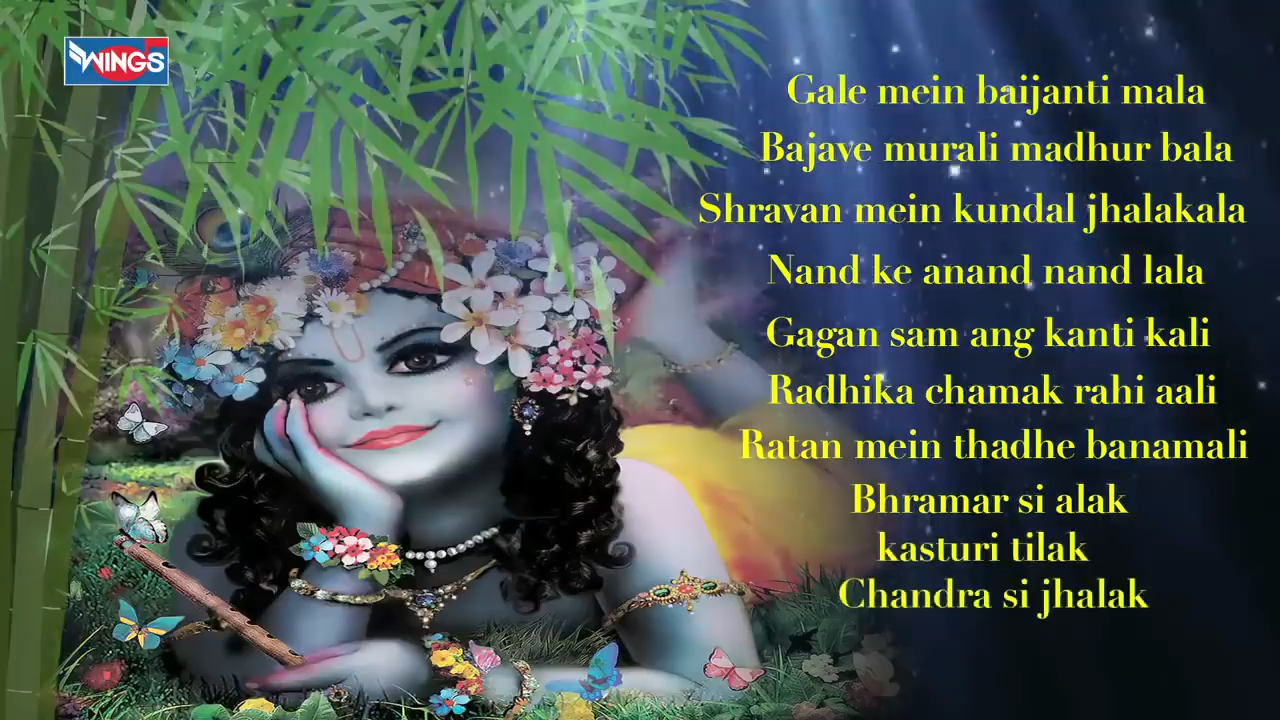 WINGS
Gale mein baijanti mala
Bajave murali madhur bala
Shravan mein kundal jhalakala
Nand ke anand nand lala
Gagan sam ang kanti kali
Radhika chamak rahi aali
Ratan mein thadhe banamali
Bhramar si alak
kasturi tilak
Chandra si jhalak